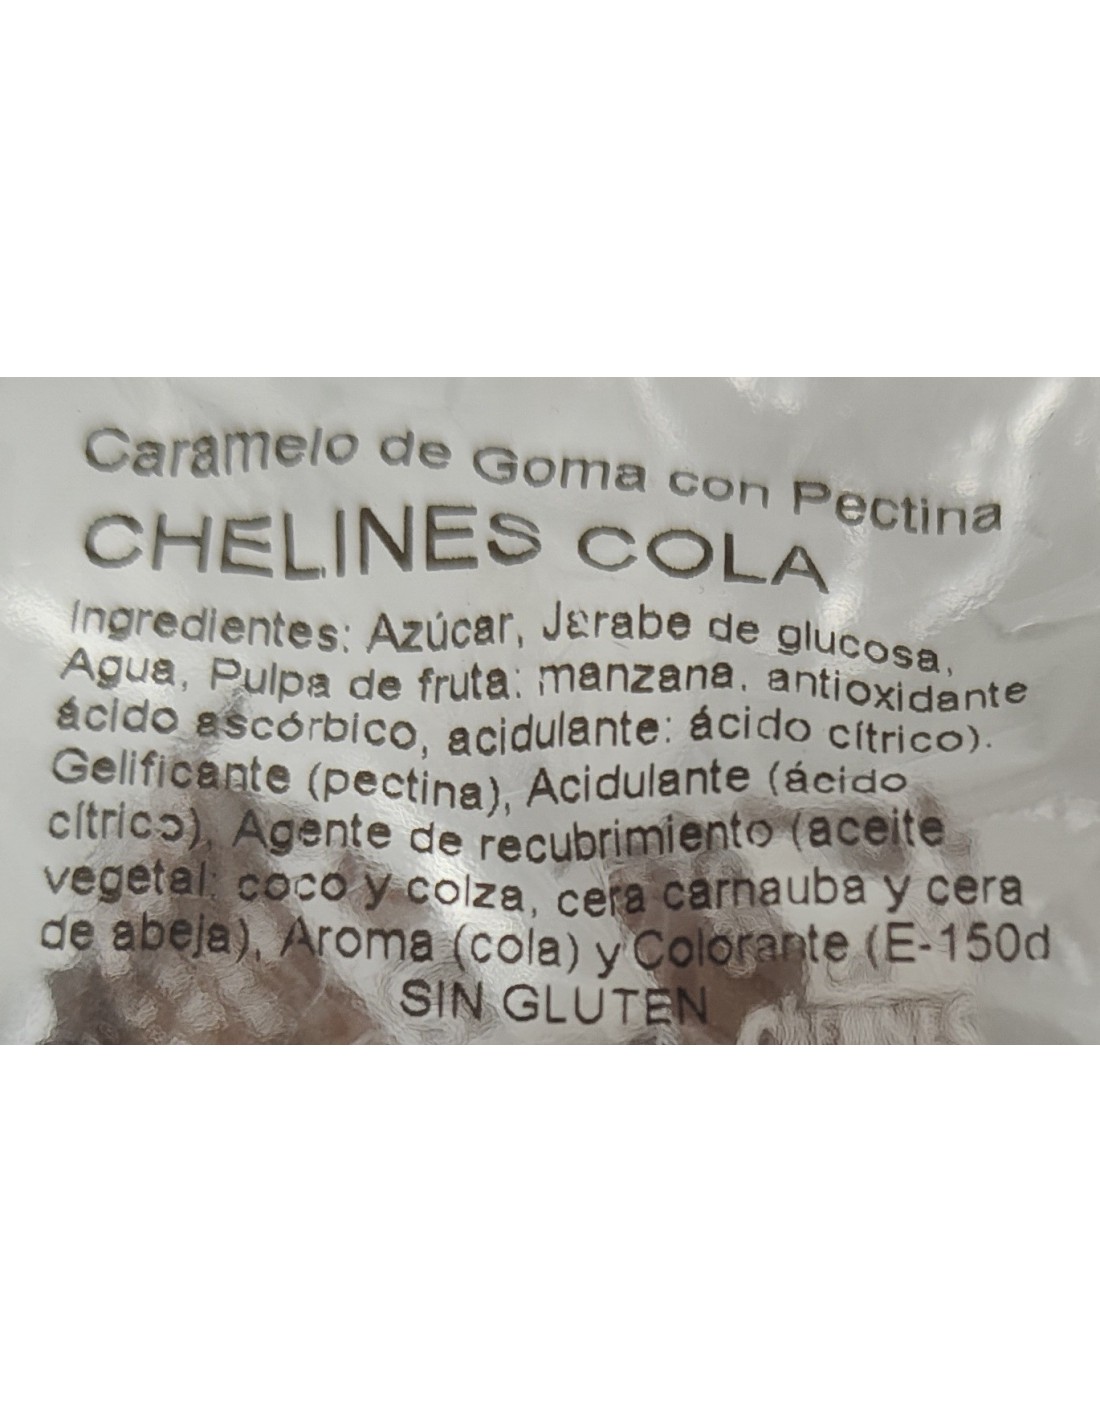 Caramelo de Goma con Pectina
CHELINES COLA
Ingredientes: Azúcar, Jarabe de glucosa,
Agua, Pulpa de fruta: manzana, antioxidante
ácido ascórbico, acidulante: ácido cítrico).
Gelificante (pectina), Acidulante (ácido
cítrico), Agente de recubrimiento (aceite
vegetal: coco y colza, cera carnauba y cera
de abeja), Aroma (cola) y Colorante (E-150d
SIN GLUTEN